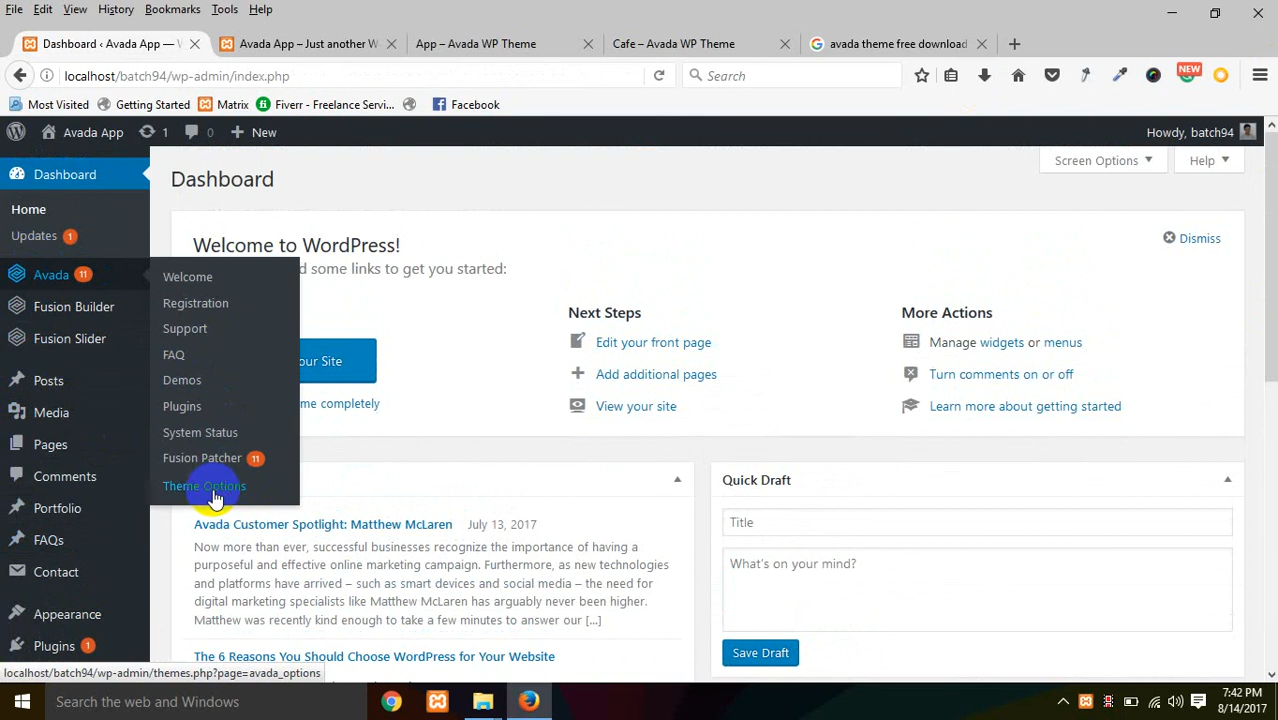 File Edit View History Bookmarks Tools Help
Dashboard ‹ Avada App — W
Avada App – Just another W
App – Avada WP Theme
Cafe – Avada WP Theme
avada theme free download
localhost/batch94/wp-admin/index.php
Search
NEW
Most Visited
Getting Started
Matrix
Fiverr - Freelance Servi...
Facebook
Avada App
1
0
New
Howdy, batch94
Dashboard
Home
Updates 1
Avada 11
Fusion Builder
Fusion Slider
Posts
Media
Pages
Comments
Portfolio
FAQs
Contact
Appearance
Plugins 1
Welcome
Registration
Support
FAQ
Demos
Plugins
System Status
Fusion Patcher 11
Theme Options
Screen Options
Help
Dashboard
Welcome to WordPress!
d some links to get you started:
Dismiss
our Site
me completely
Next Steps
Edit your front page
Add additional pages
View your site
More Actions
Manage widgets or menus
Turn comments on or off
Learn more about getting started
Avada Customer Spotlight: Matthew McLaren July 13, 2017
Now more than ever, successful businesses recognize the importance of having a
purposeful and effective online marketing campaign. Furthermore, as new technologies
and platforms have arrived – such as smart devices and social media – the need for
digital marketing specialists like Matthew McLaren has arguably never been higher.
Matthew was recently kind enough to take a few minutes to answer our [...]
The 6 Reasons You Should Choose WordPress for Your Website
Quick Draft
Title
What's on your mind?
Save Draft
localhost/batch94/wp-admin/themes.php?page=avada_options
Search the web and Windows
7:42 PM
8/14/2017